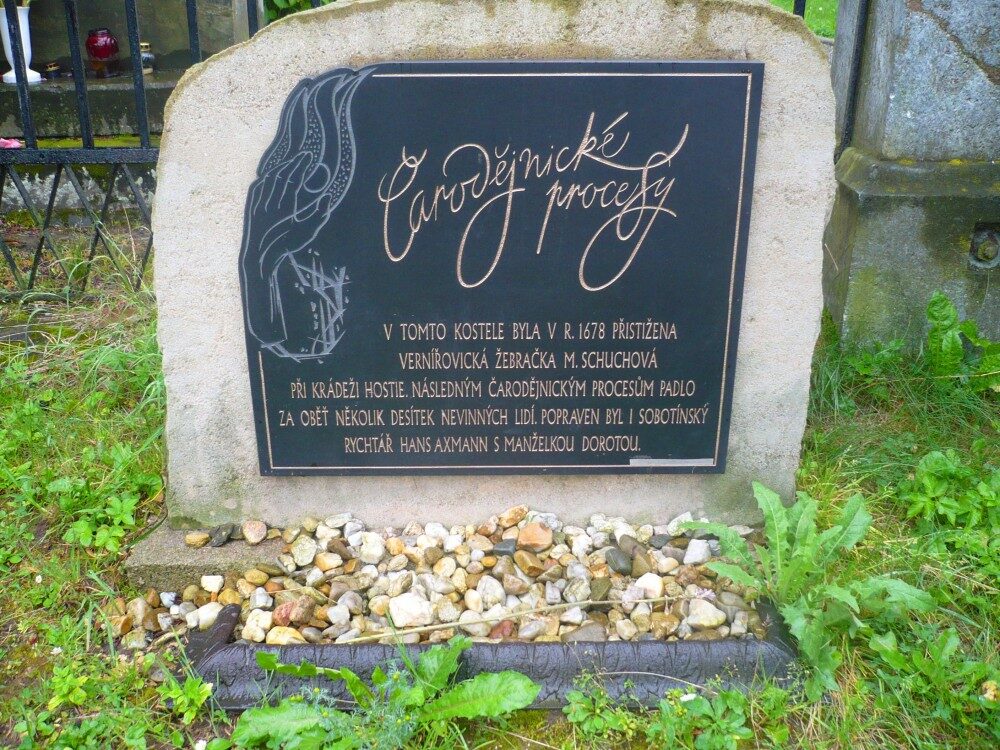 Čarodějnické
procesy
V TOMTO KOSTELE BYLA V R. 1678 PŘISTIŽENA
VERNÍŘOVICKÁ ŽEBRAČKA M. SCHUCHOVÁ
PŘI KRÁDEŽI HOSTIE. NÁSLEDNÝM ČARODĚJNICKÝM PROCESŮM PADLO
ZA OBĚŤ NĚKOLIK DESÍTEK NEVINNÝCH LIDÍ POPRAVEN BYL I SOBOTÍNSKÝ
RYCHTÁŘ HANS AXMANN S MANŽELKOU DOROTOU.